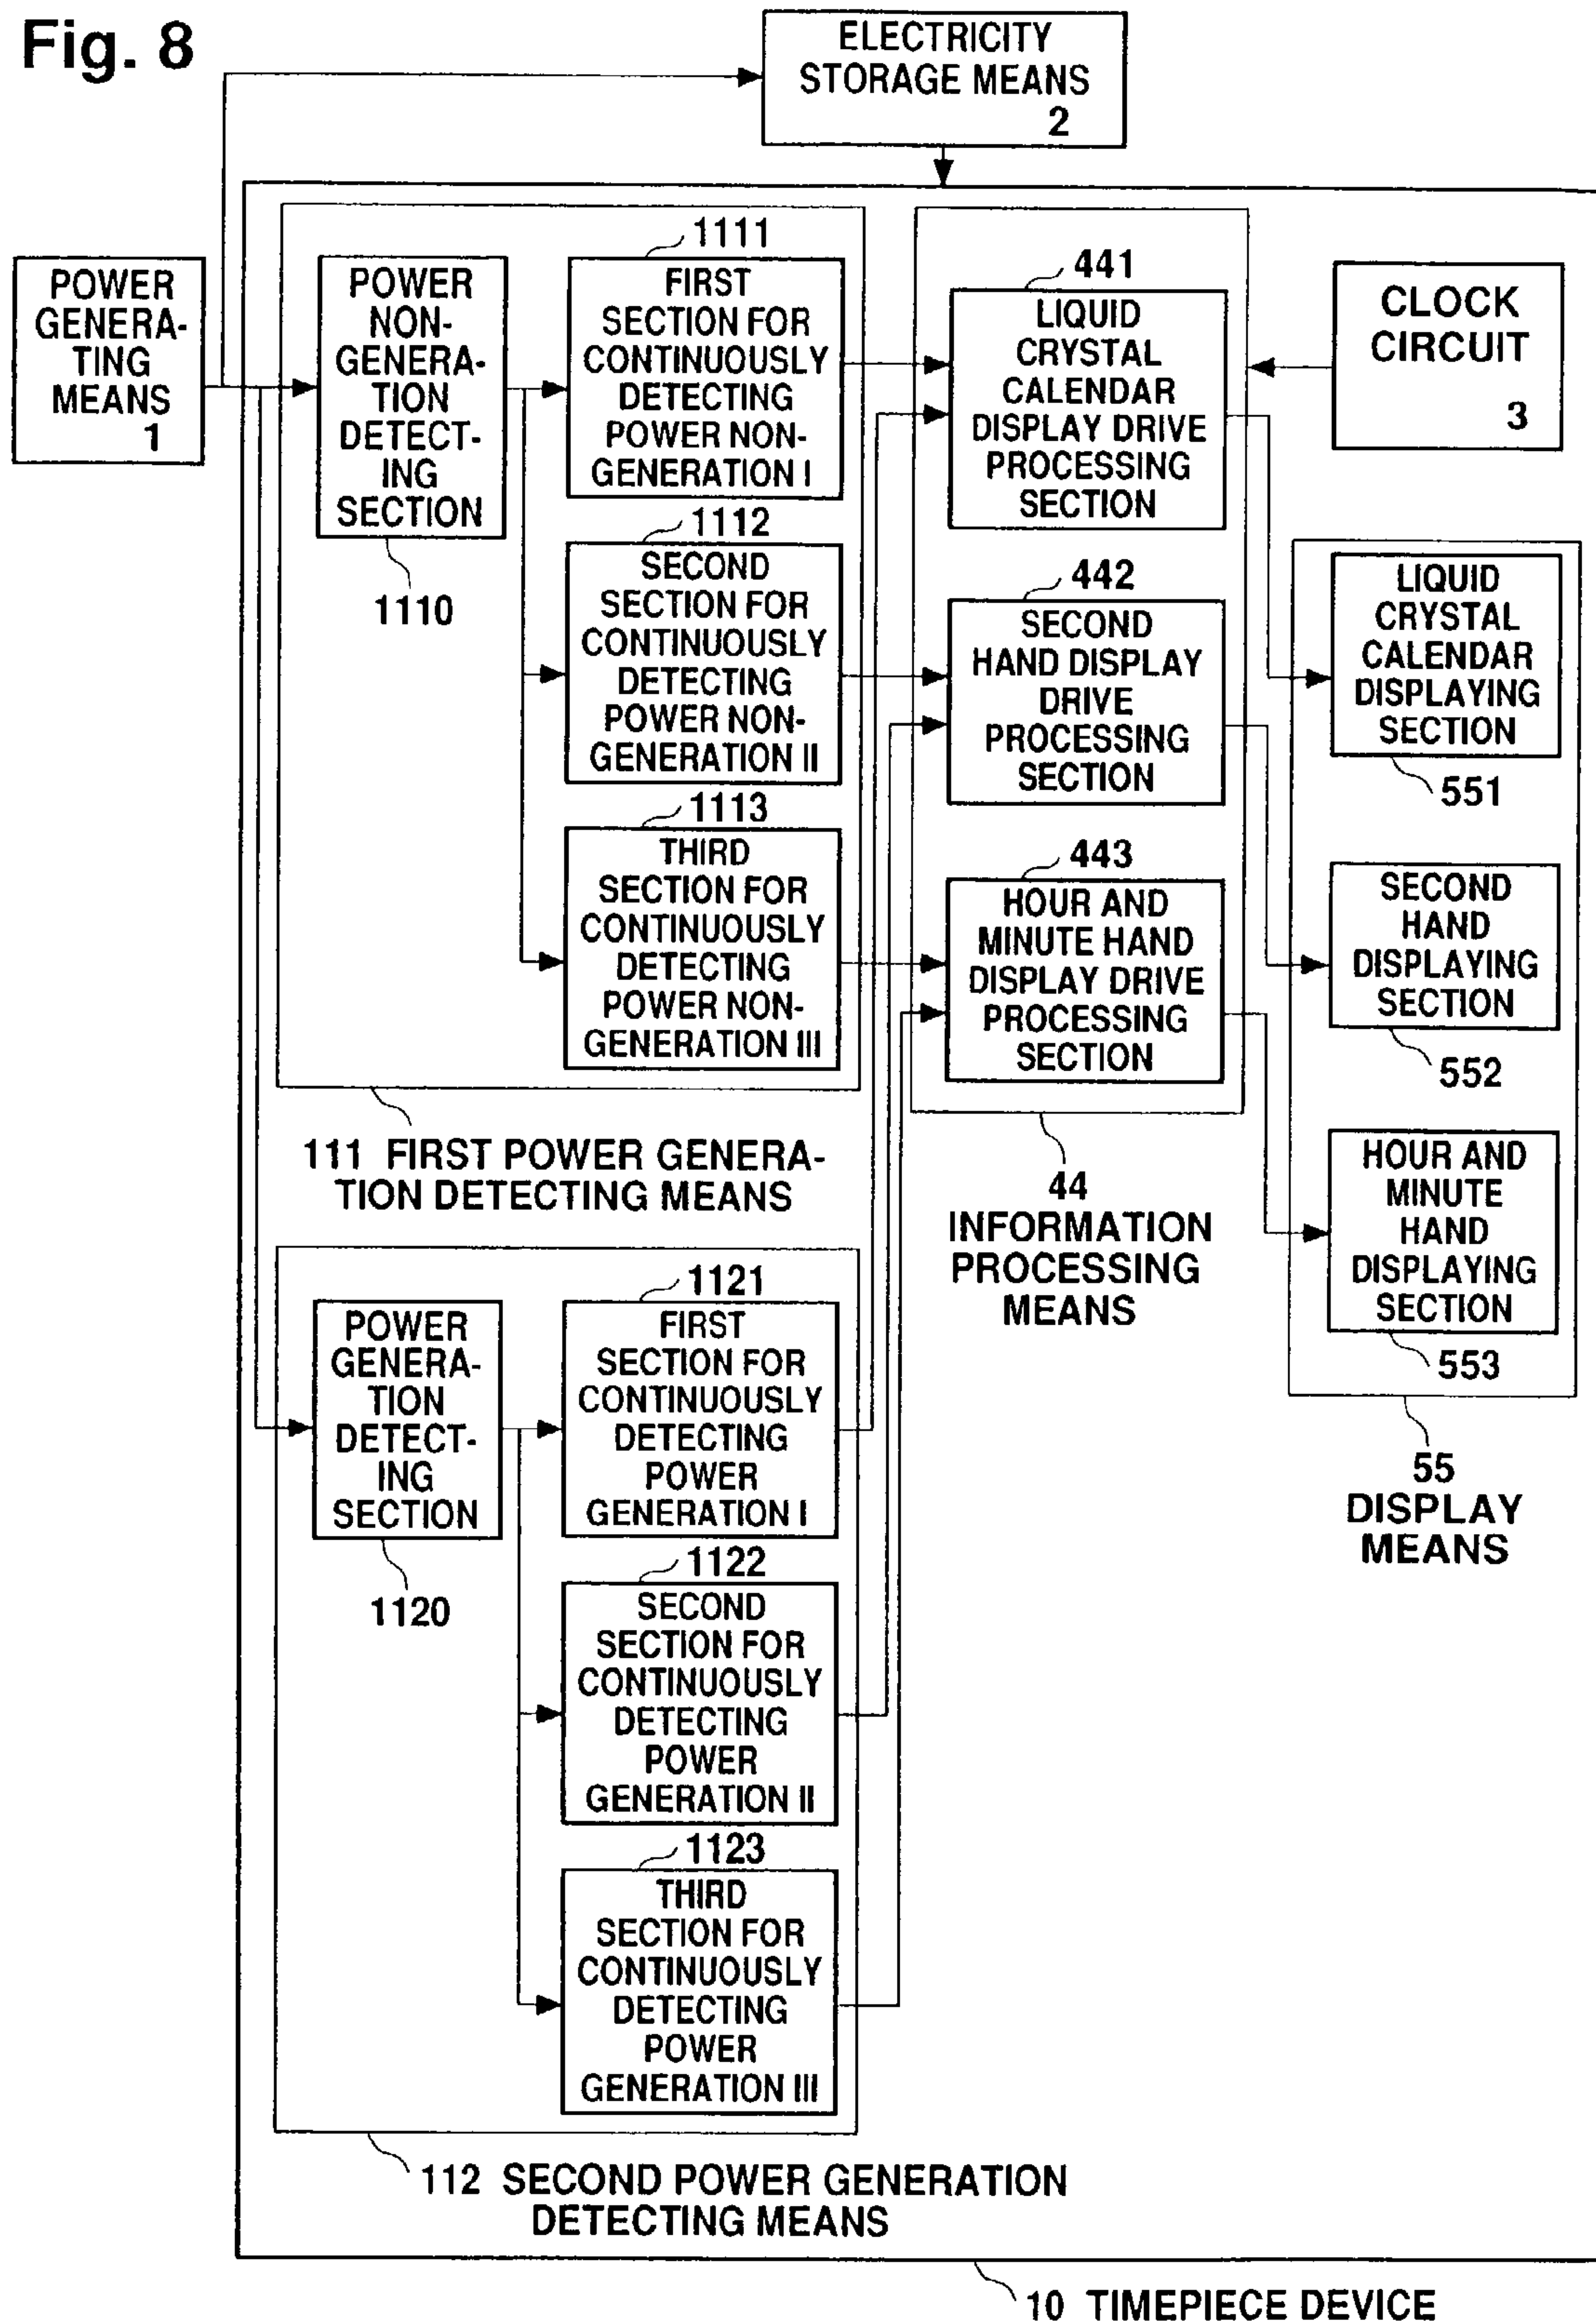 Fig. 8
ELECTRICITY
STORAGE MEANS
2
POWER
GENERA-
TING
MEANS
1
POWER
NON-
GENERA-
TION
DETECT-
ING
SECTION
1110
1111
FIRST
SECTION FOR
CONTINUOUSLY
DETECTING
POWER NON-
GENERATION I
1112
SECOND
SECTION FOR
CONTINUOUSLY
DETECTING
POWER NON-
GENERATION II
1113
THIRD
SECTION FOR
CONTINUOUSLY
DETECTING
POWER NON-
GENERATION III
111 FIRST POWER GENERA-
TION DETECTING MEANS
441
LIQUID
CRYSTAL
CALENDAR
DISPLAY DRIVE
PROCESSING
SECTION
442
SECOND
HAND DISPLAY
DRIVE
PROCESSING
SECTION
443
HOUR AND
MINUTE HAND
DISPLAY DRIVE
PROCESSING
SECTION
44
INFORMATION
PROCESSING
MEANS
CLOCK
CIRCUIT
3
LIQUID
CRYSTAL
CALENDAR
DISPLAYING
SECTION
551
SECOND
HAND
DISPLAYING
SECTION
552
HOUR AND
MINUTE
HAND
DISPLAYING
SECTION
553
55
DISPLAY
MEANS
POWER
GENERA-
TION
DETECT-
ING
SECTION
1120
1121
FIRST
SECTION FOR
CONTINUOUSLY
DETECTING
POWER
GENERATION I
1122
SECOND
SECTION FOR
CONTINUOUSLY
DETECTING
POWER
GENERATION II
1123
THIRD
SECTION FOR
CONTINUOUSLY
DETECTING
POWER
GENERATION III
112 SECOND POWER GENERATION
DETECTING MEANS
10 TIMEPIECE DEVICE